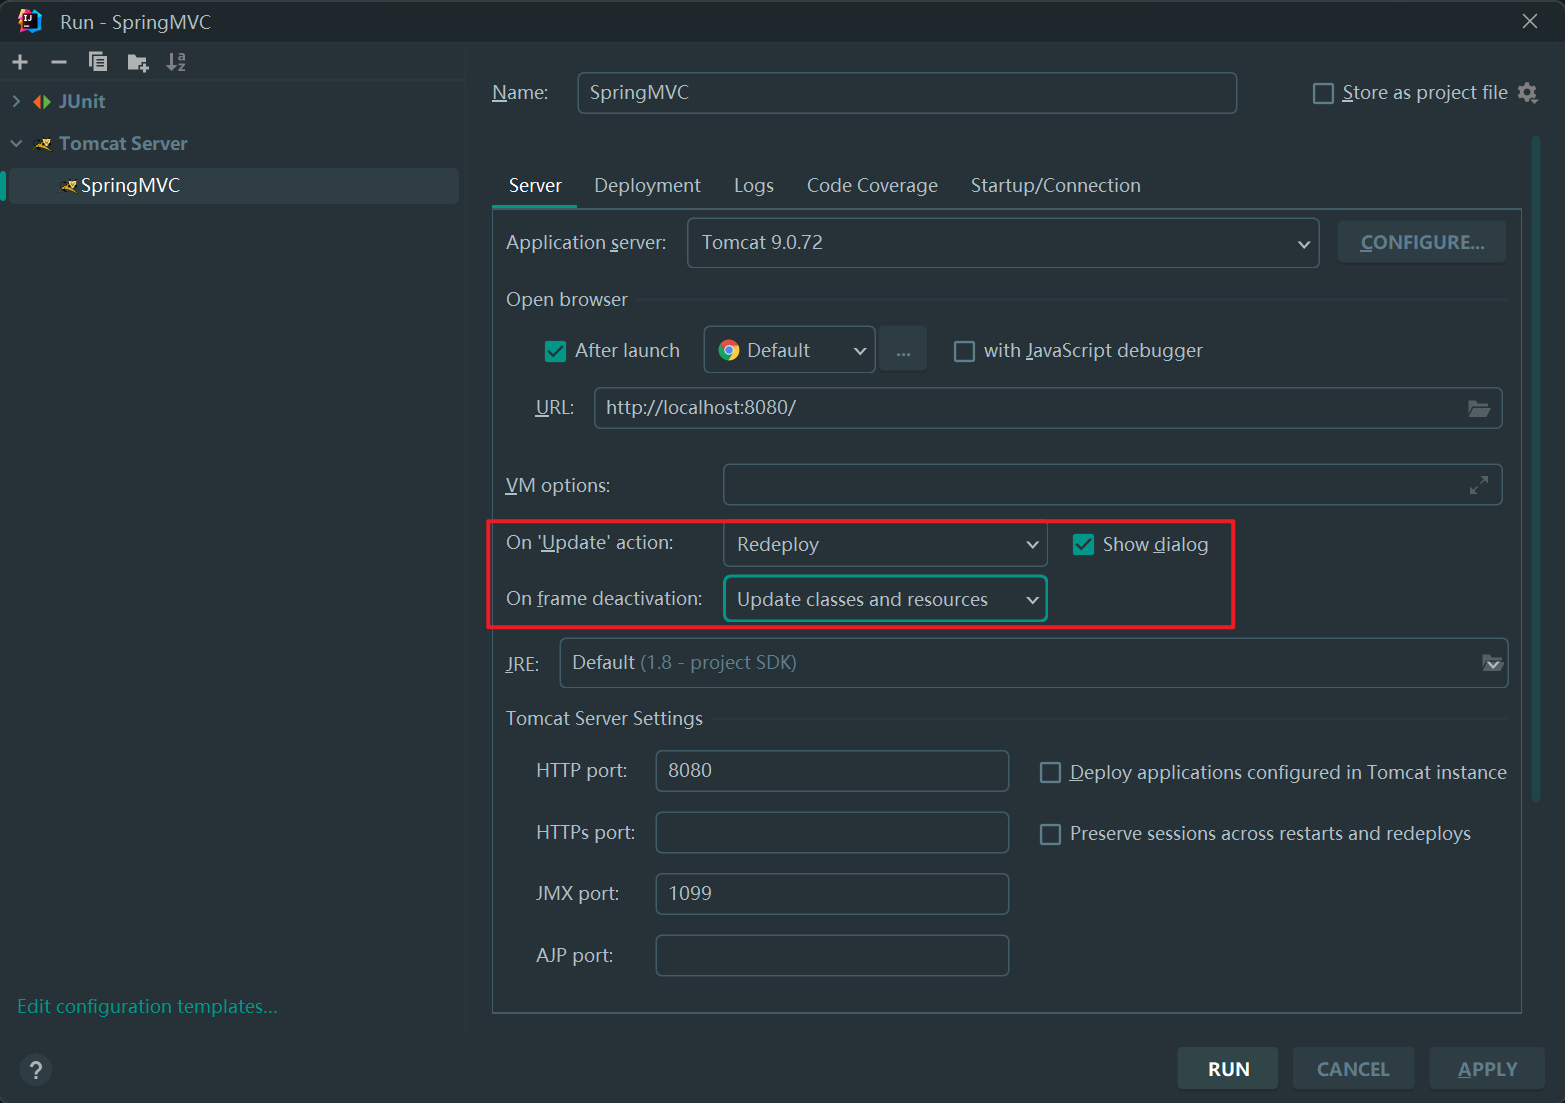 Run - SpringMVC
JUnit
Tomcat Server
SpringMVC
Edit configuration templates...
?
Name: SpringMVC
Store as project file
Server Deployment Logs Code Coverage Startup/Connection
Application server: Tomcat 9.0.72 CONFIGURE...
Open browser
After launch Default ... with JavaScript debugger
URL: http://localhost:8080/
VM options:
On 'Update' action: Redeploy Show dialog
On frame deactivation: Update classes and resources
JRE: Default (1.8 - project SDK)
Tomcat Server Settings
HTTP port: 8080 Deploy applications configured in Tomcat instance
HTTPs port: Preserve sessions across restarts and redeploys
JMX port: 1099
AJP port:
RUN CANCEL APPLY